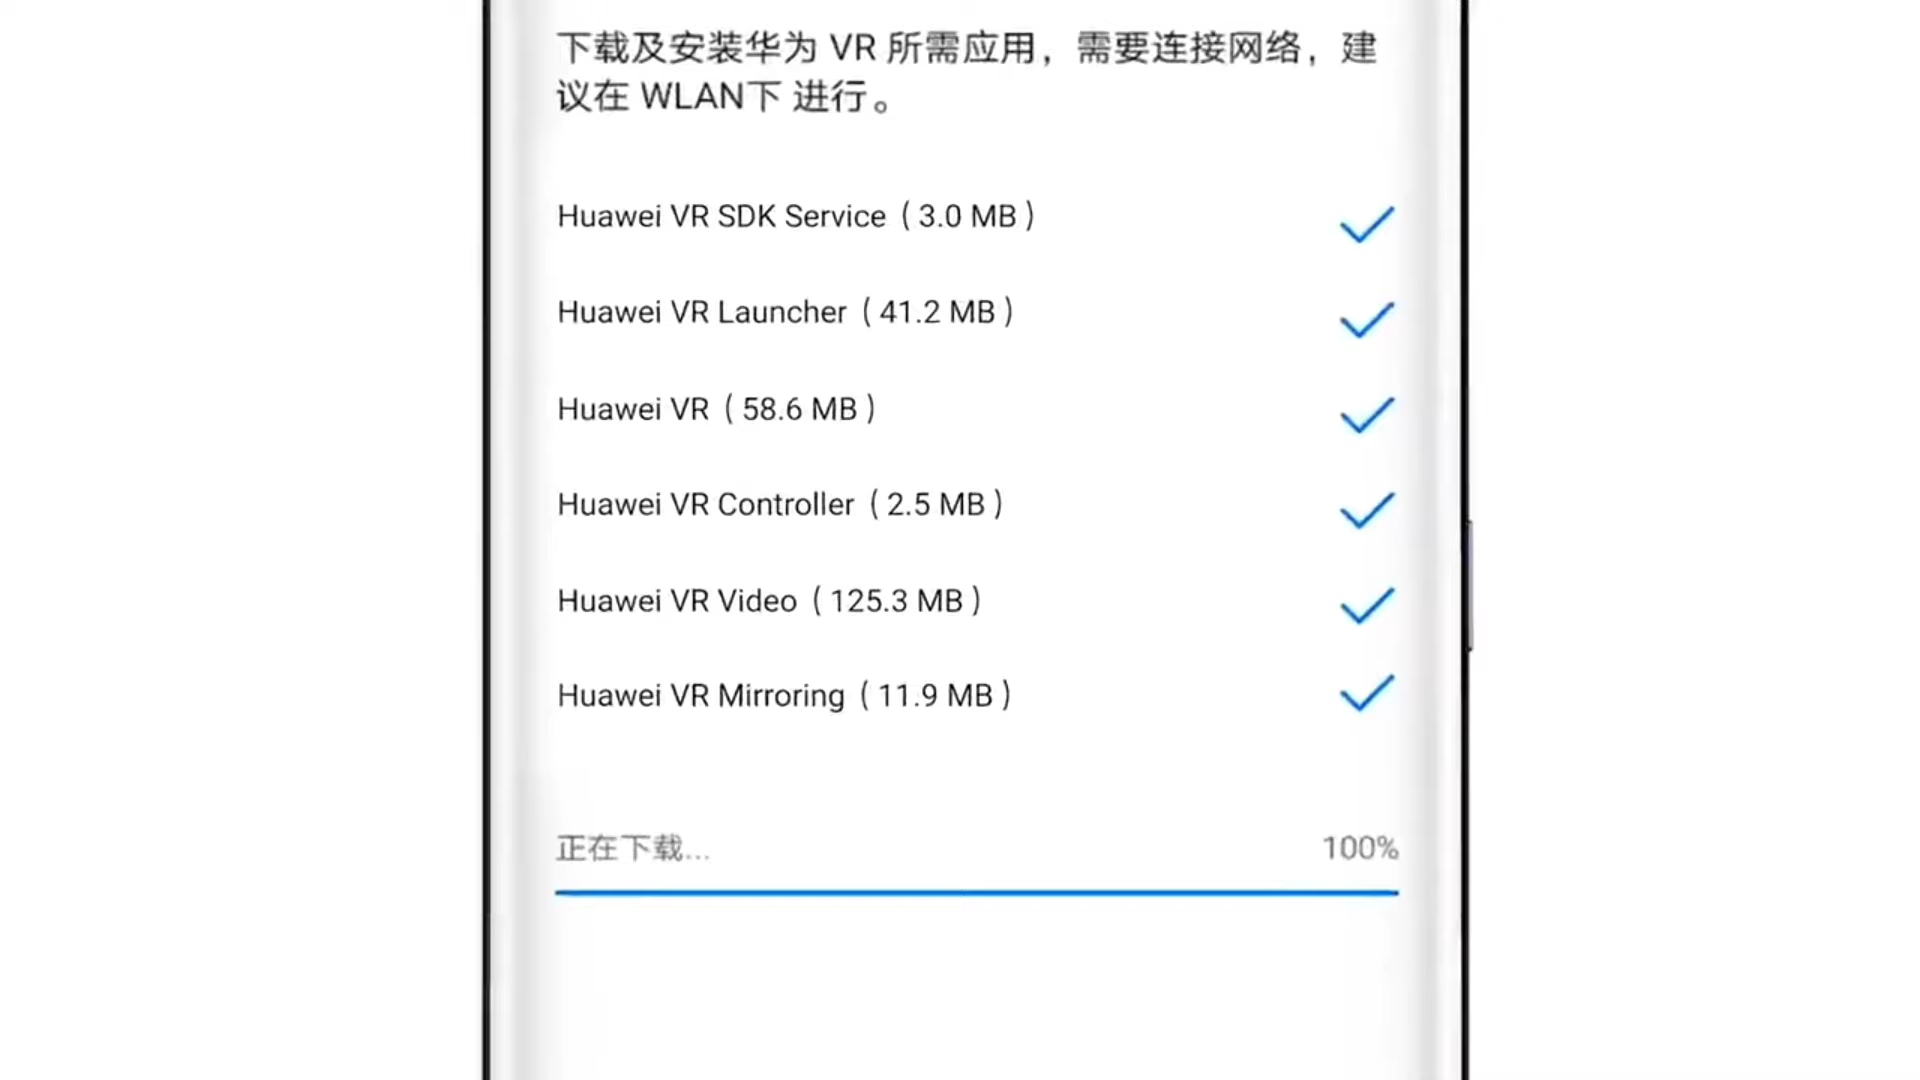 下载及安装华为 VR 所需应用，需要连接网络，建
议在 WLAN下 进行。
Huawei VR SDK Service（3.0 MB）
Huawei VR Launcher（41.2 MB）
Huawei VR（58.6 MB）
Huawei VR Controller（2.5 MB）
Huawei VR Video（125.3 MB）
Huawei VR Mirroring（11.9 MB）
正在下载... 100%